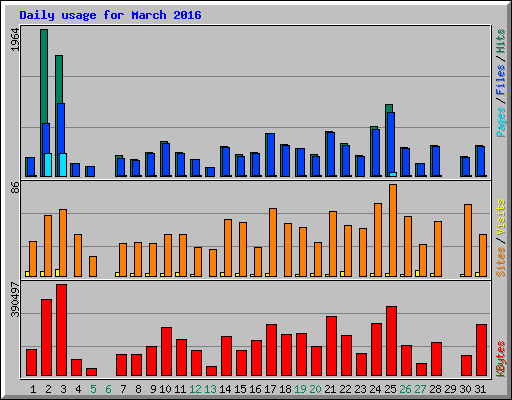 Daily usage for March 2016
1964
Pages / Files / Hits
86
Sites / Visits
390497
KBytes
1 2 3 4 5 6 7 8 9 10 11 12 13 14 15 16 17 18 19 20 21 22 23 24 25 26 27 28 29 30 31